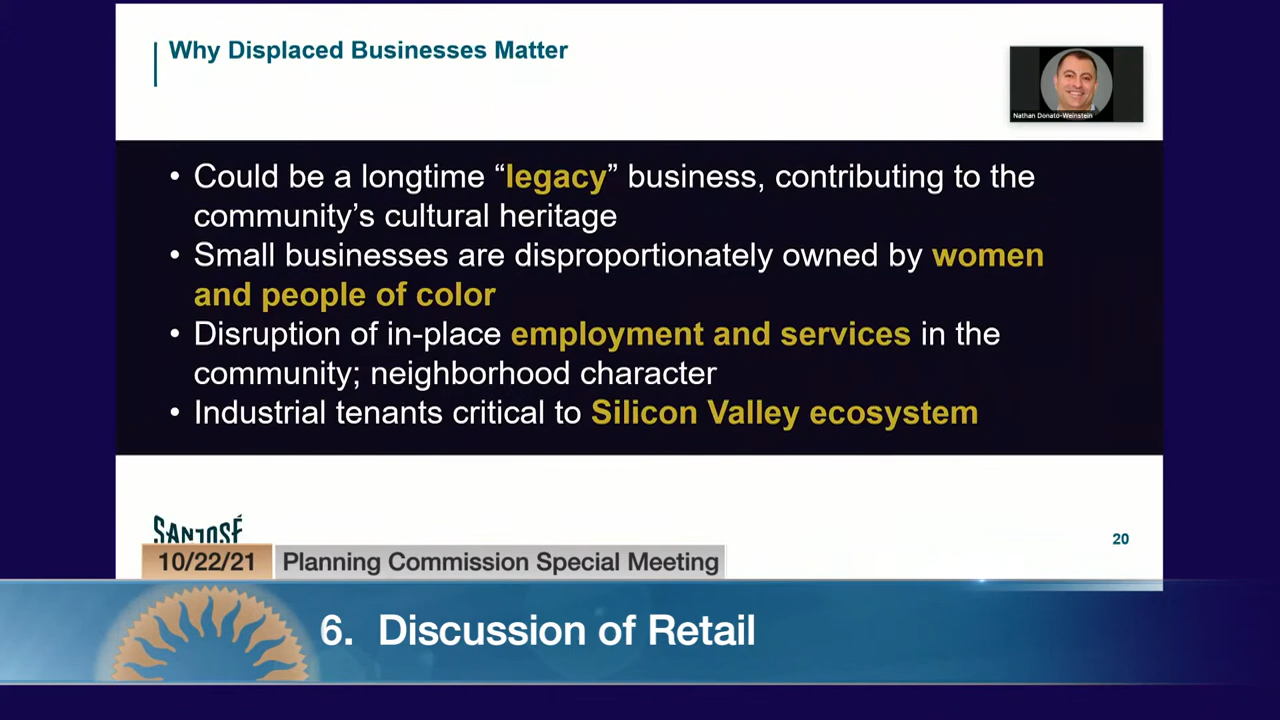 Why Displaced Businesses Matter
Nathan Donato-Weinstein
• Could be a longtime “legacy” business, contributing to the
community’s cultural heritage
• Small businesses are disproportionately owned by women
and people of color
• Disruption of in-place employment and services in the
community; neighborhood character
• Industrial tenants critical to Silicon Valley ecosystem
SAN JOSÉ
20
10/22/21 Planning Commission Special Meeting
6. Discussion of Retail